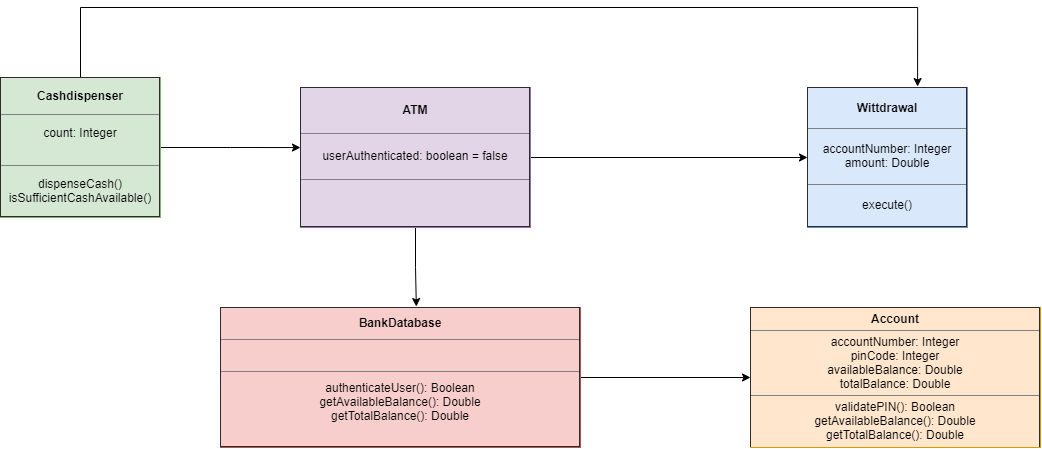 Cashdispenser
count: Integer
dispenseCash()
isSufficientCashAvailable()
ATM
userAuthenticated: boolean = false
Wittdrawal
accountNumber: Integer
amount: Double
execute()
BankDatabase
authenticateUser(): Boolean
getAvailableBalance(): Double
getTotalBalance(): Double
Account
accountNumber: Integer
pinCode: Integer
availableBalance: Double
totalBalance: Double
validatePIN(): Boolean
getAvailableBalance(): Double
getTotalBalance(): Double